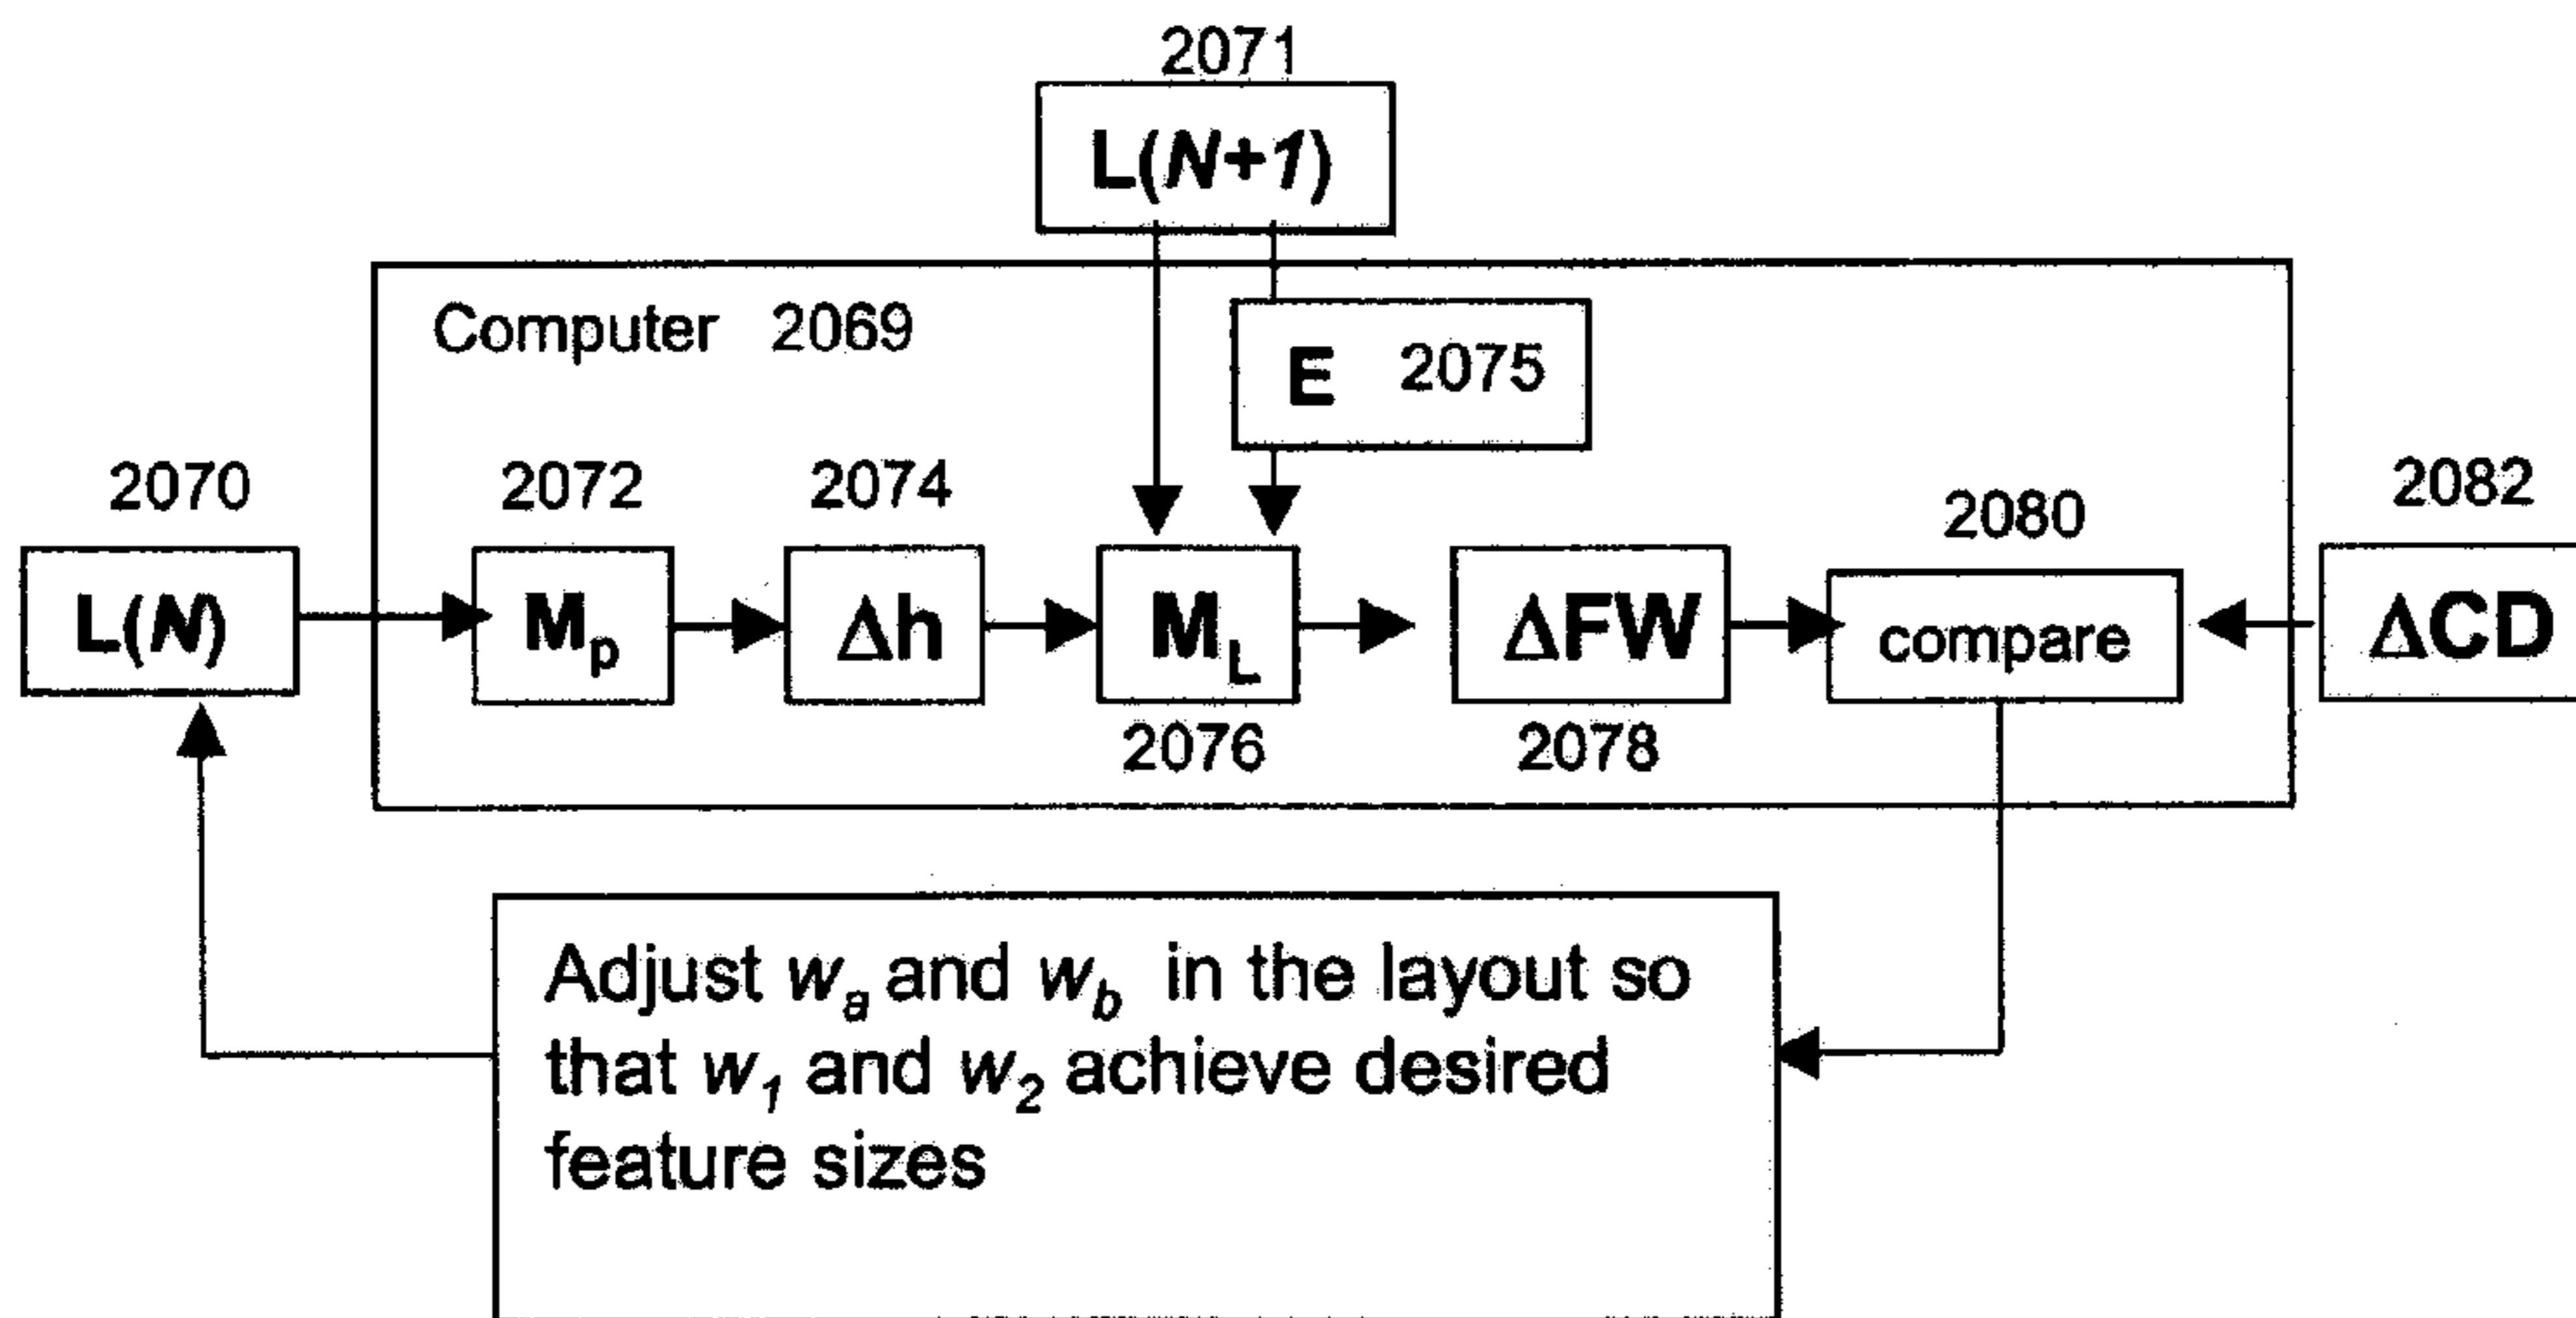 2071
L(N+1)
Computer 2069
E 2075
2070
2072
2074
2080
2082
L(N)
Mp
Δh
ML
ΔFW
compare
ΔCD
2076
2078
Adjust wa and wb in the layout so
that w1 and w2 achieve desired
feature sizes